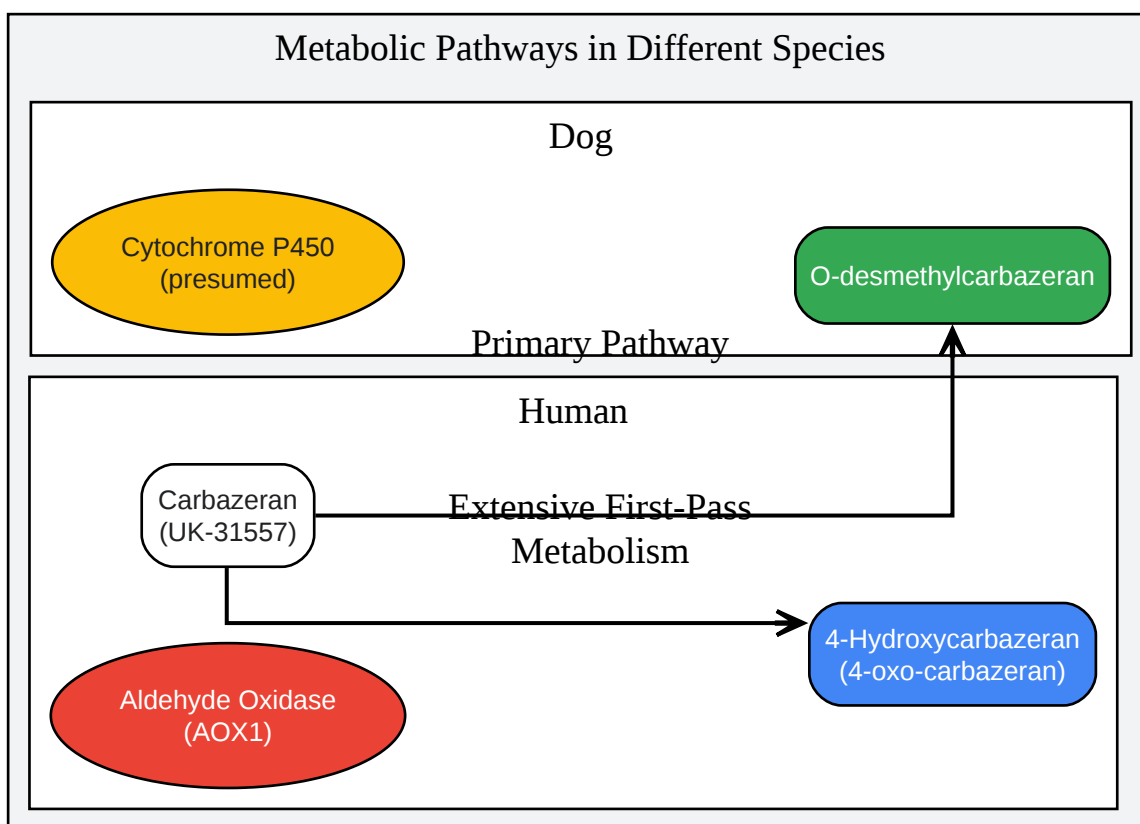 Metabolic Pathways in Different Species
Dog
Cytochrome P450
(presumed)
O-desmethylcarbazeran
Primary Pathway
Human
Carbazeran
(UK-31557)
Extensive First-Pass
Metabolism
4-Hydroxycarbazeran
(4-oxo-carbazeran)
Aldehyde Oxidase
(AOX1)